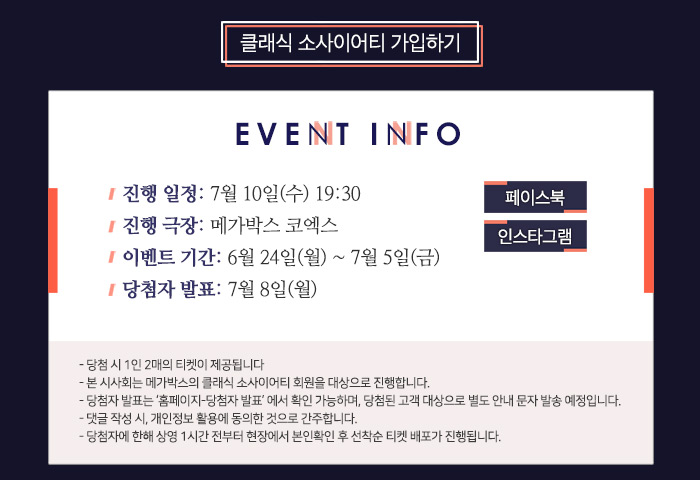 클래식 소사이어티 가입하기
EVENT INFO
진행 일정: 7월 10일(수) 19:30
진행 극장: 메가박스 코엑스
이벤트 기간: 6월 24일(월) ~ 7월 5일(금)
당첨자 발표: 7월 8일(월)
페이스북
인스타그램
- 당첨 시 1인 2매의 티켓이 제공됩니다
- 본 시사회는 메가박스의 클래식 소사이어티 회원을 대상으로 진행합니다.
- 당첨자 발표는 '홈페이지-당첨자 발표' 에서 확인 가능하며, 당첨된 고객 대상으로 별도 안내 문자 발송 예정입니다.
- 댓글 작성 시, 개인정보 활용에 동의한 것으로 간주합니다.
- 당첨자에 한해 상영 1시간 전부터 현장에서 본인확인 후 선착순 티켓 배포가 진행됩니다.